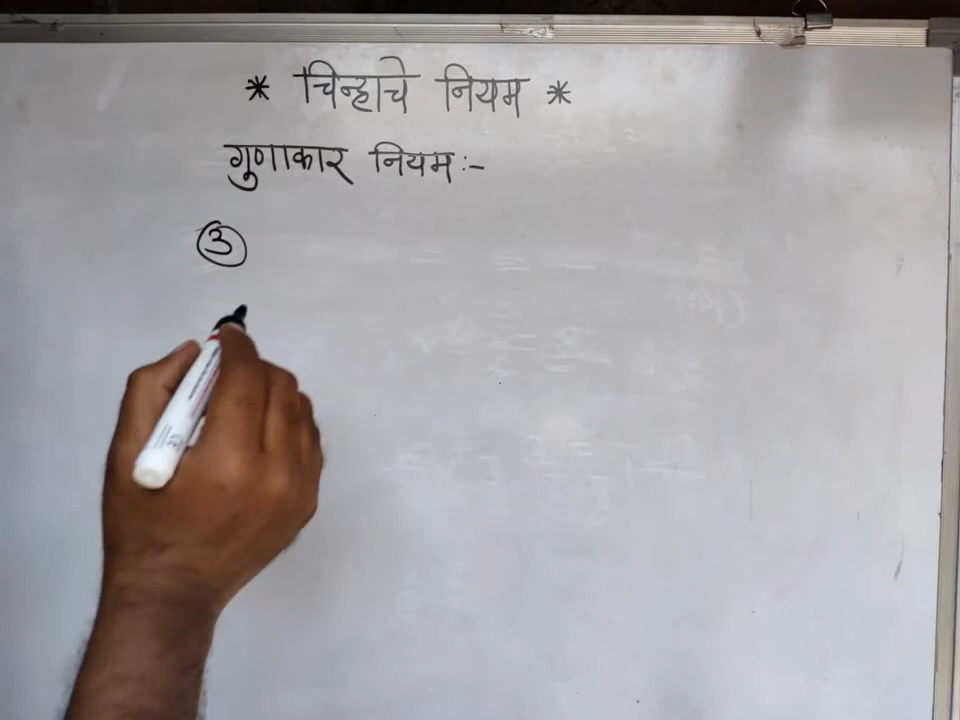 * चिन्हाचे नियम *
गुणाकार नियम :-
3